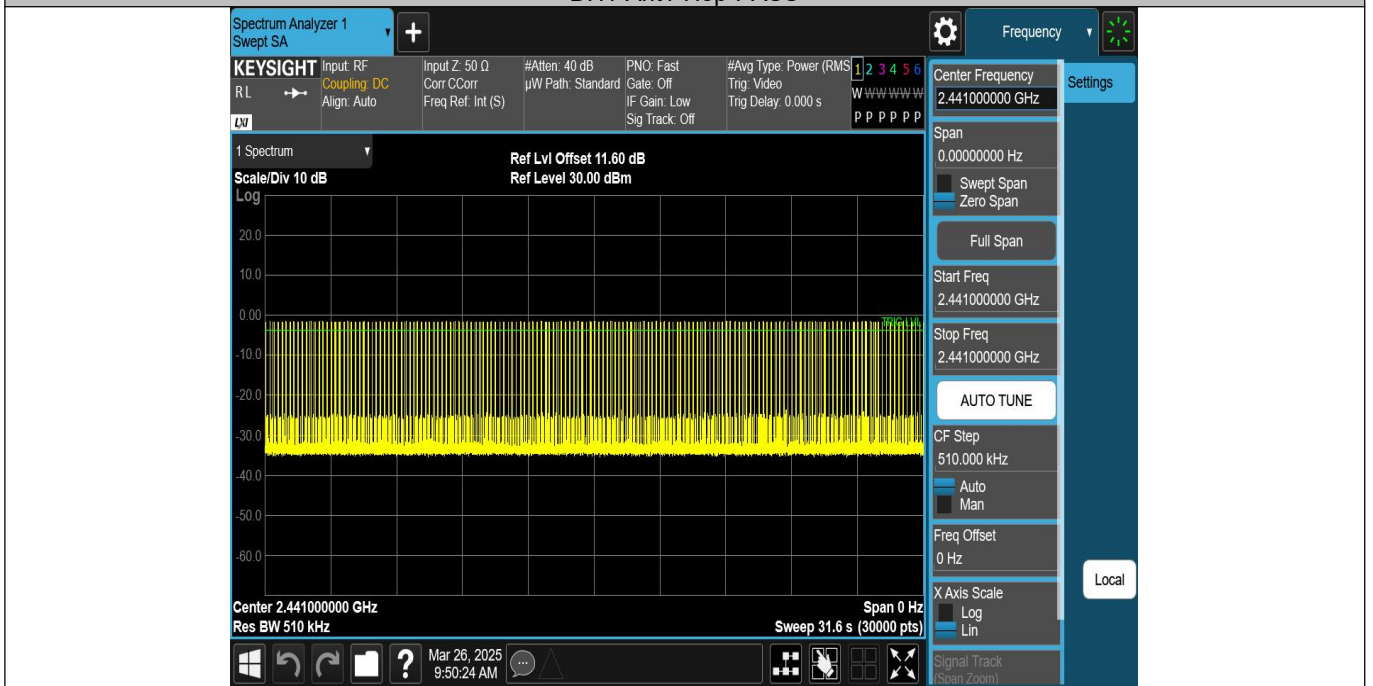 Spectrum Analyzer 1
Swept SA
Frequency
KEYSIGHT
RL
LXI
Input: RF
Coupling: DC
Align: Auto
Input Z: 50 Ω
Corr CCorr
Freq Ref: Int (S)
#Atten: 40 dB
µW Path: Standard
PNO: Fast
Gate: Off
IF Gain: Low
Sig Track: Off
#Avg Type: Power (RMS
Trig: Video
Trig Delay: 0.000 s
1 2 3 4 5 6
W W W W W W
P P P P P P
Center Frequency
2.441000000 GHz
Settings
Span
0.00000000 Hz
Swept Span
Zero Span
Full Span
Start Freq
2.441000000 GHz
Stop Freq
2.441000000 GHz
AUTO TUNE
CF Step
510.000 kHz
Auto
Man
Freq Offset
0 Hz
X Axis Scale
Log
Lin
Signal Track
(Span Zoom)
Local
1 Spectrum
Scale/Div 10 dB
Ref Lvl Offset 11.60 dB
Ref Level 30.00 dBm
Log
20.0
10.0
0.00
TRIG LVL
-10.0
-20.0
-30.0
-40.0
-50.0
-60.0
Center 2.441000000 GHz
Span 0 Hz
Res BW 510 kHz
Sweep 31.6 s (30000 pts)
?
Mar 26, 2025
9:50:24 AM